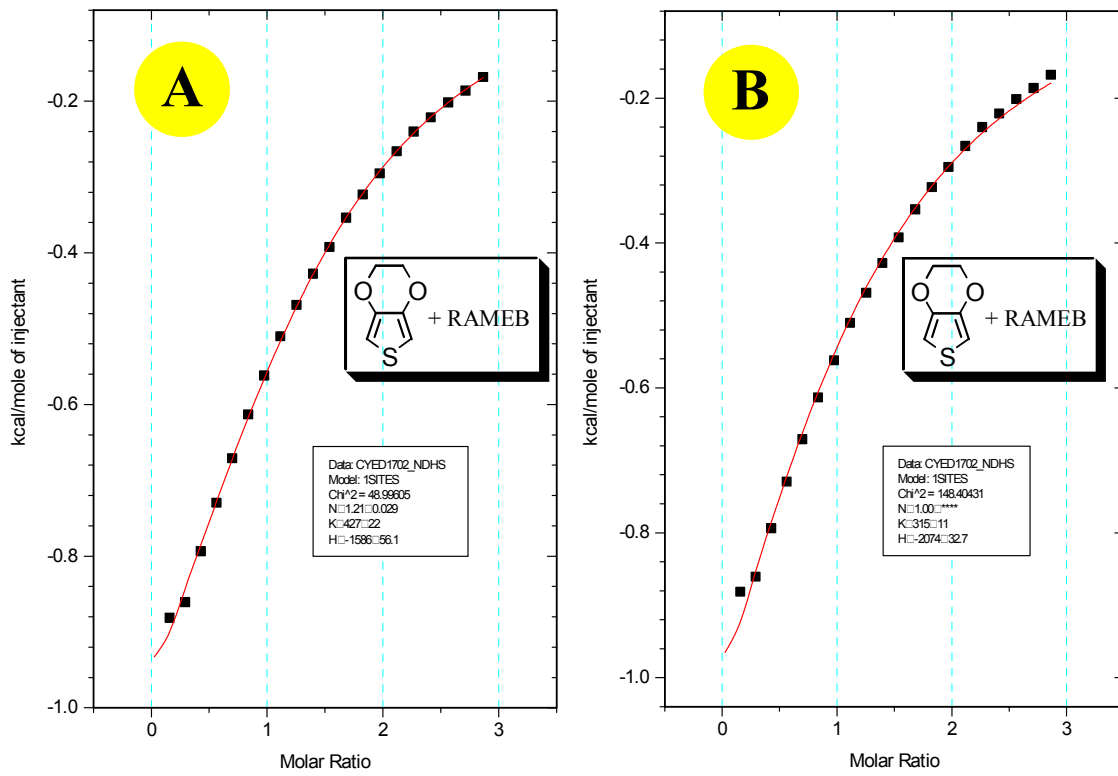 A
B
-0.2
-0.4
-0.6
-0.8
-1.0
kcal/mole of injectant
0
1
2
3
Molar Ratio
O
O
S
+ RAMEB
Data: CYED1702_NDHS
Model: 1SITES
Chi^2 = 48.99605
N□1.21□0.029
K□427□22
H□-1586□56.1
-0.2
-0.4
-0.6
-0.8
-1.0
kcal/mole of injectant
0
1
2
3
Molar Ratio
O
O
S
+ RAMEB
Data: CYED1702_NDHS
Model: 1SITES
Chi^2 = 148.40431
N□1.00□****
K□315□11
H□-2074□32.7